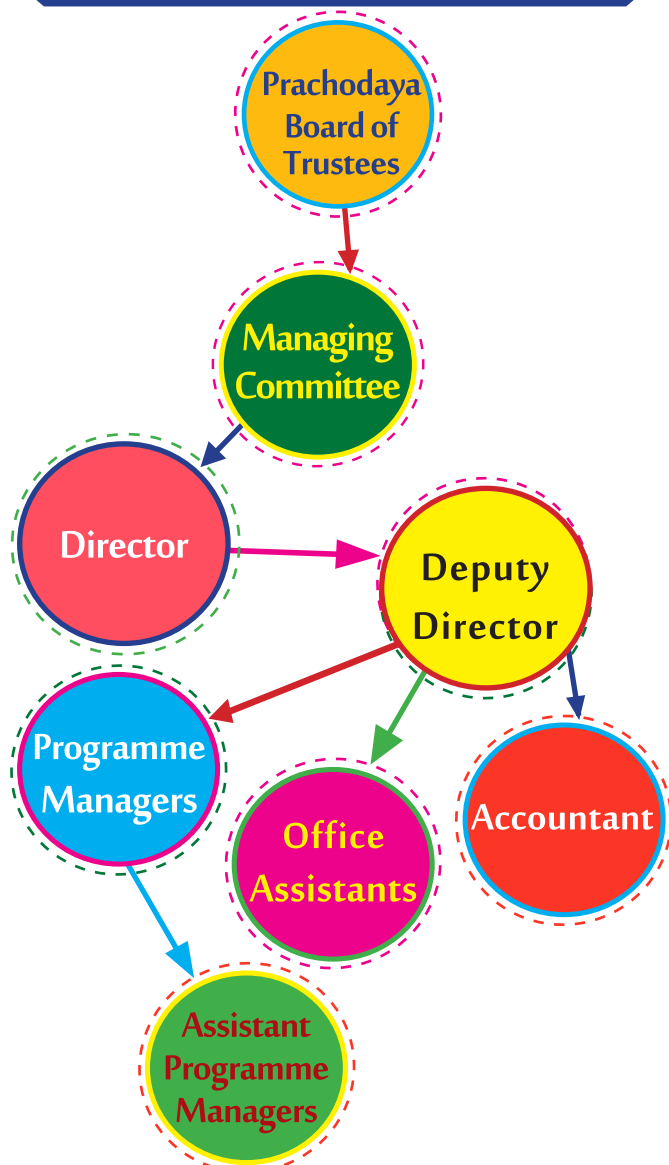 Prachodaya
Board of
Trustees
Managing
Committee
Director
Deputy
Director
Programme
Managers
Office
Assistants
Accountant
Assistant
Programme
Managers